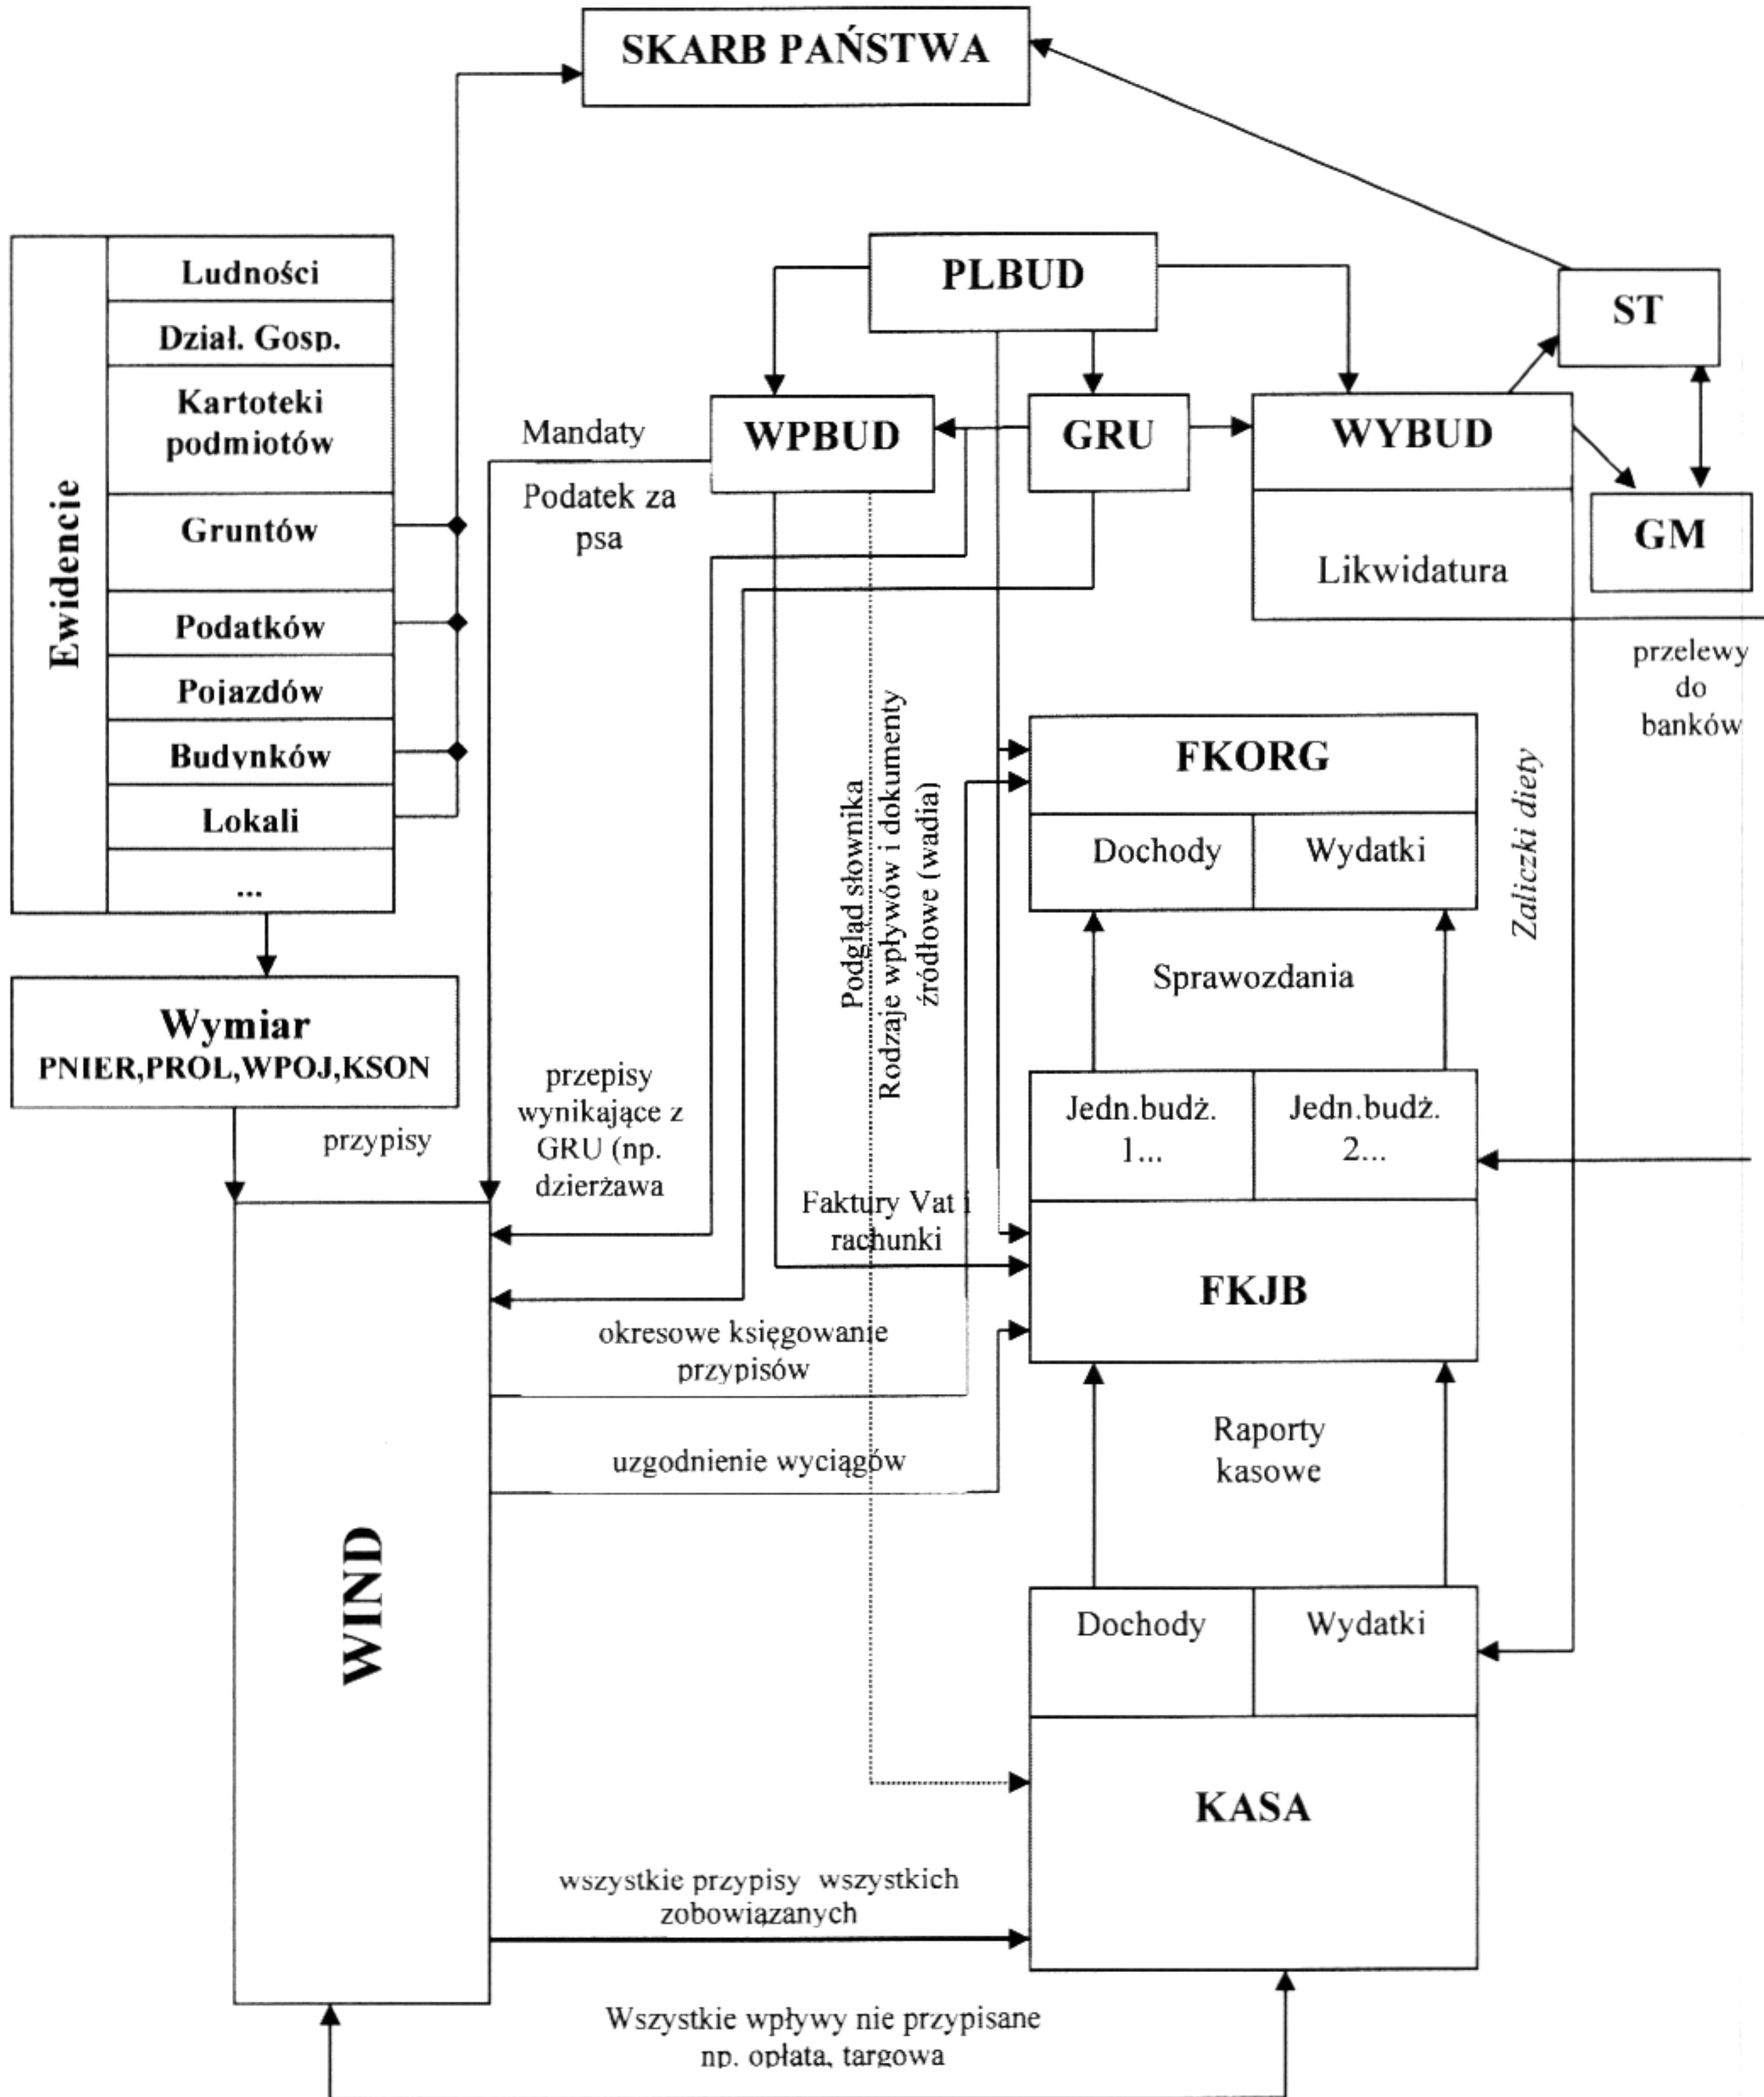 SKARB PAŃSTWA
Ewidencie
Ludności
Dział. Gosp.
Kartoteki
podmiotów
Gruntów
Podatków
Pojazdów
Budynków
Lokali
...
PLBUD
ST
WPBUD
GRU
WYBUD
Likwidatura
GM
Mandaty
Podatek za
psa
przelewy
do
banków
Zaliczki diety
Podgląd słownika
Rodzaje wpływów i dokumenty
źródłowe (wadia)
FKORG
Dochody
Wydatki
Sprawozdania
Wymiar
PNIER,PROL,WPOJ,KSON
przypisy
przepisy
wynikające z
GRU (np.
dzierżawa
Jedn.budż.
1...
Jedn.budż.
2...
Faktury Vat i
rachunki
FKJB
okresowe księgowanie
przypisów
uzgodnienie wyciągów
Raporty
kasowe
WIND
Dochody
Wydatki
KASA
wszystkie przypisy wszystkich
zobowiązanych
Wszystkie wpływy nie przypisane
np. opłata, targowa